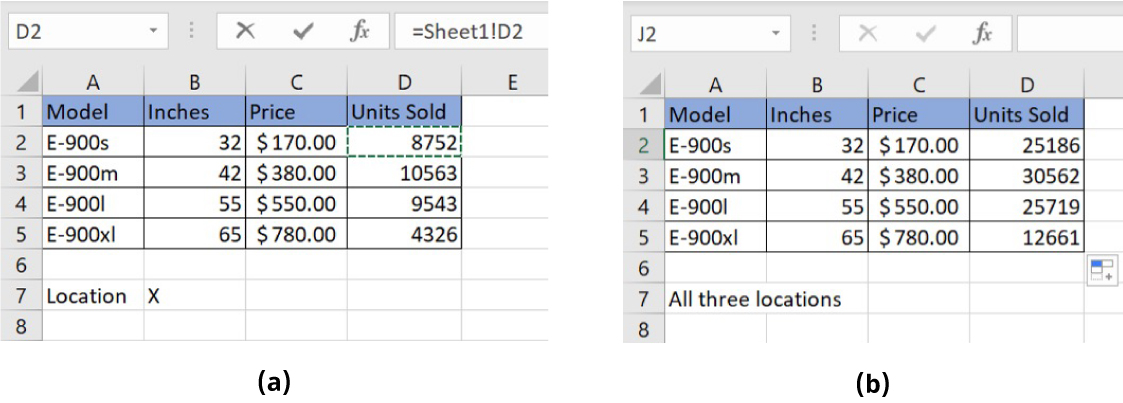 D2 fx =Sheet1!D2
A B C D E
1 Model Inches Price Units Sold
2 E-900s 32 $170.00 8752
3 E-900m 42 $380.00 10563
4 E-900l 55 $550.00 9543
5 E-900xl 65 $780.00 4326
6
7 Location X
8
(a)
J2 fx
A B C D
1 Model Inches Price Units Sold
2 E-900s 32 $170.00 25186
3 E-900m 42 $380.00 30562
4 E-900l 55 $550.00 25719
5 E-900xl 65 $780.00 12661
6
7 All three locations
8
(b)